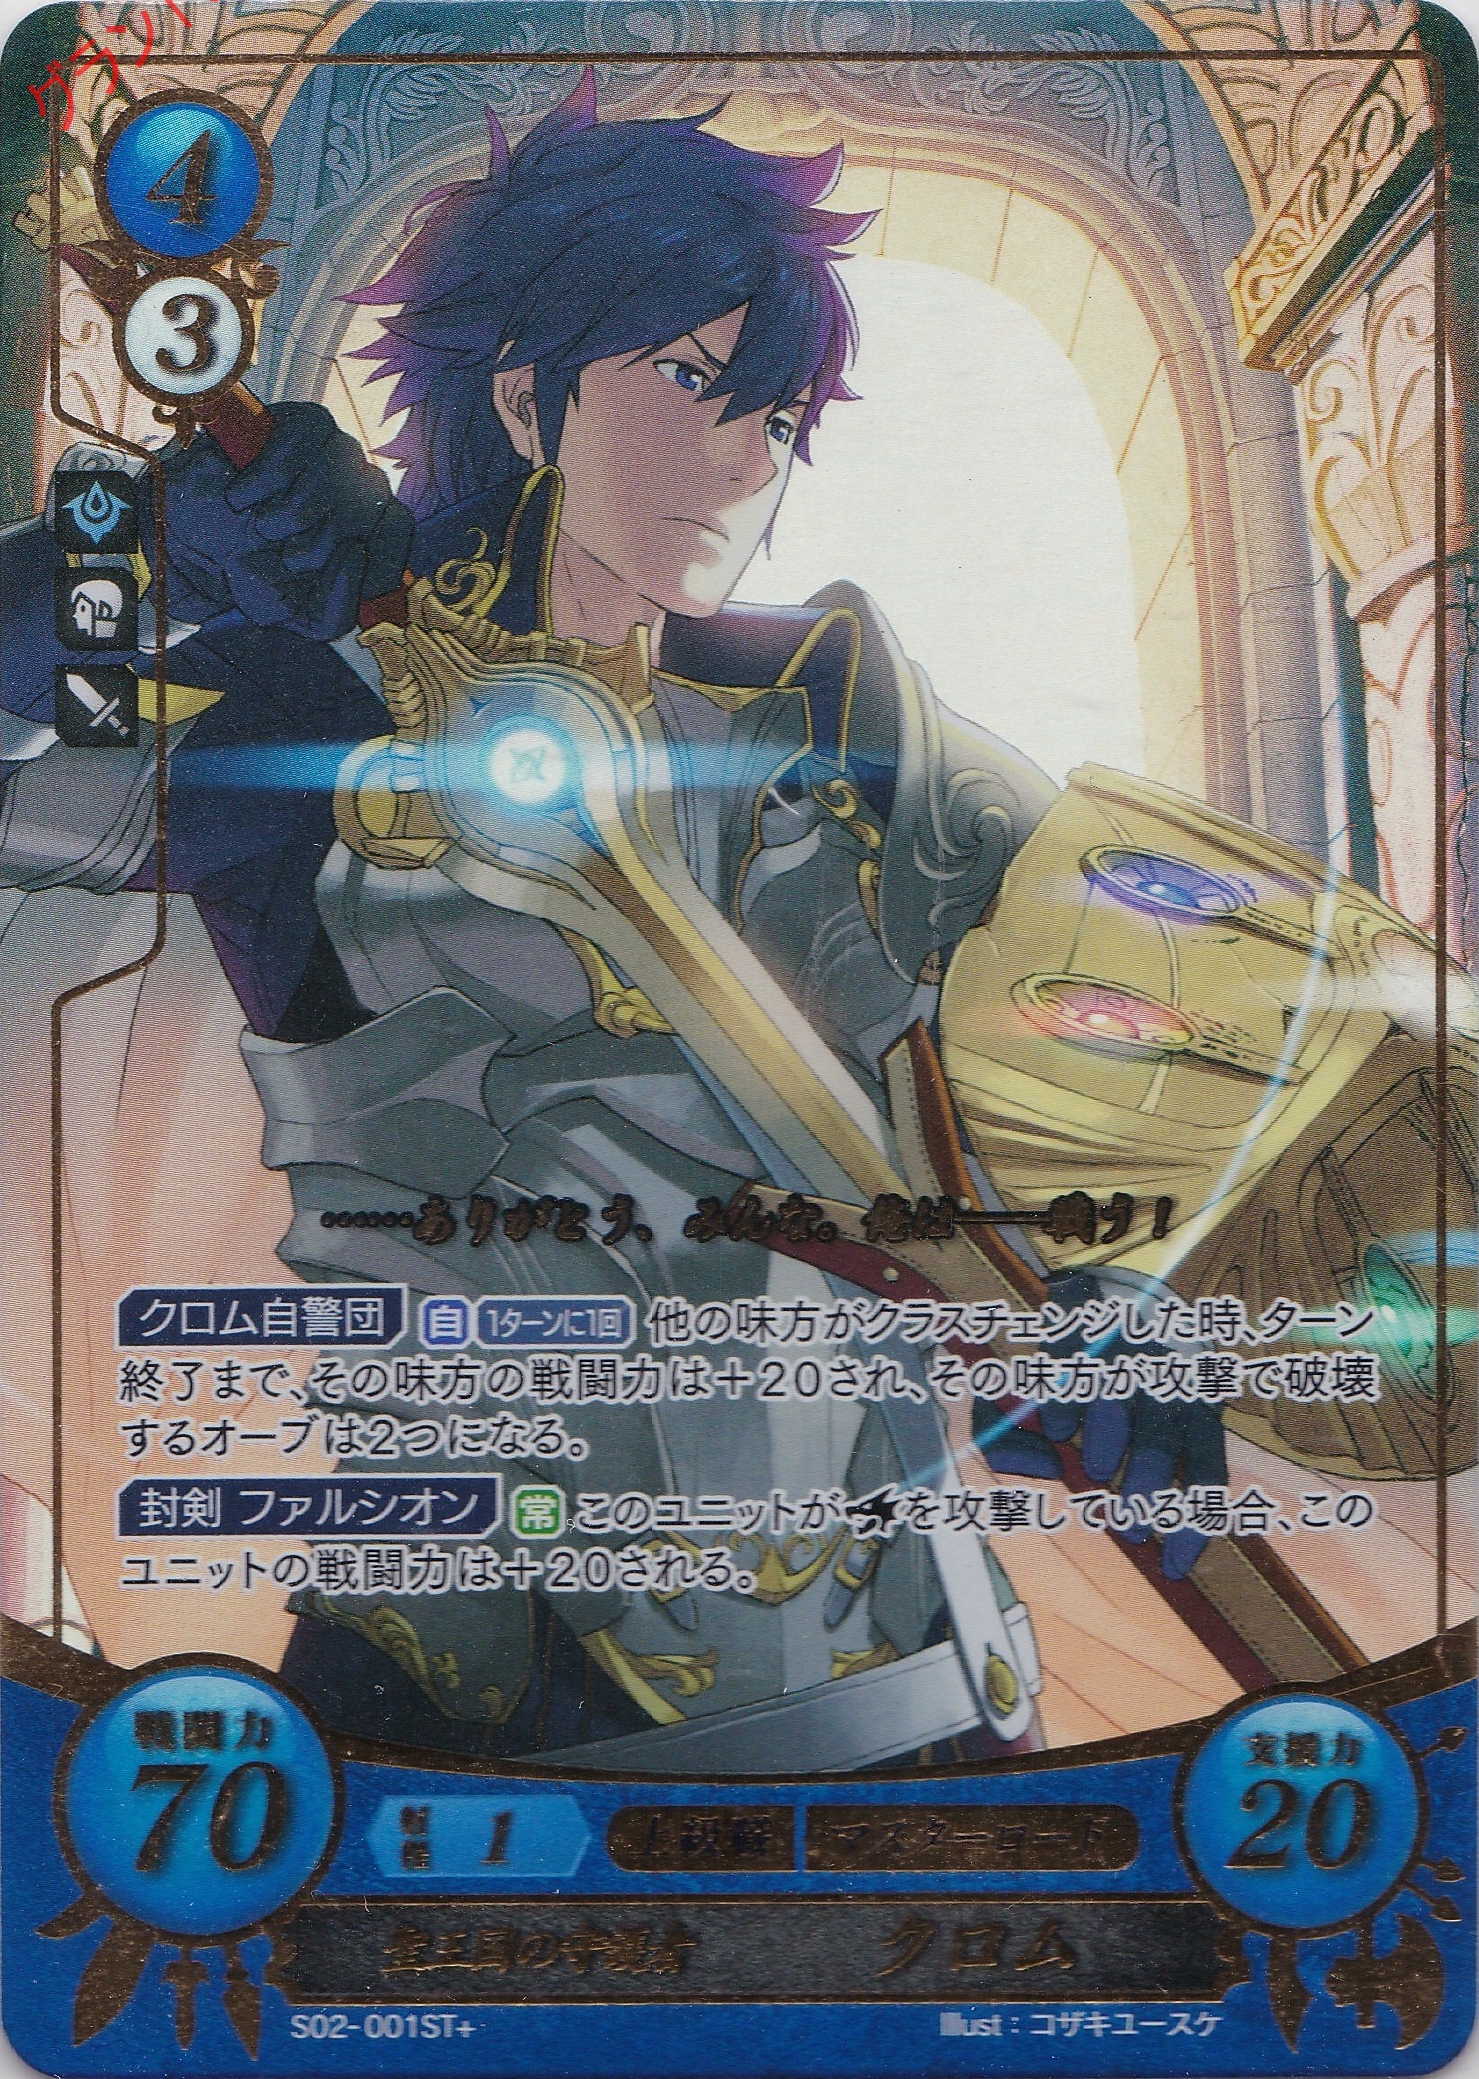 グラン
4
3
……ありがとう、みんな。俺は――戦う！
クロム自警団 自 1ターンに1回 他の味方がクラスチェンジした時、ターン
終了まで、その味方の戦闘力は＋20され、その味方が攻撃で破壊
するオーブは2つになる。
封剣 ファルシオン 常 このユニットがを攻撃している場合、この
ユニットの戦闘力は＋20される。
戦闘力
70
射程 1 上級職 マスターロード
支援力
20
聖王国の守護者 クロム
S02-001ST+ Illust：コザキユースケ